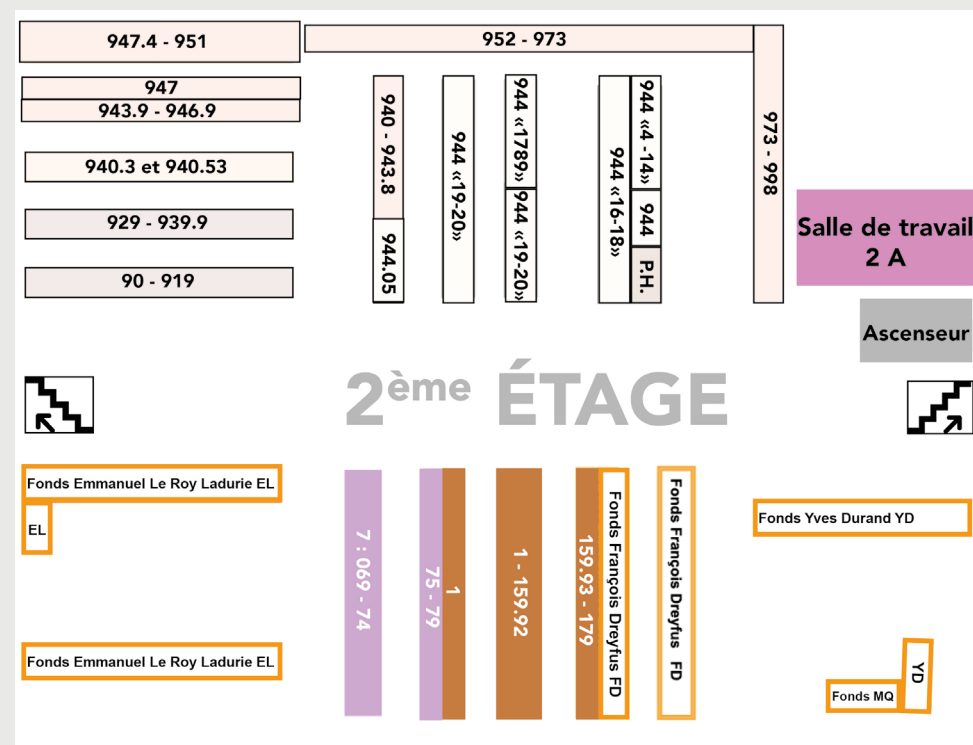 947.4 - 951
952 - 973
947
943.9 - 946.9
940.3 et 940.53
929 - 939.9
90 - 919
940 - 943.8
944.05
944 «19-20»
944 «1789»
944 «19-20»
944 «16-18»
944 «4 -14»
944
P.H.
973 - 998
Salle de travail
2 A
Ascenseur
2ème ÉTAGE
Fonds Emmanuel Le Roy Ladurie EL
EL
Fonds Emmanuel Le Roy Ladurie EL
7 : 069 - 74
75 - 79
1
1 - 159.92
159.93 - 179
Fonds François Dreyfus FD
Fonds François Dreyfus FD
Fonds Yves Durand YD
YD
Fonds MQ